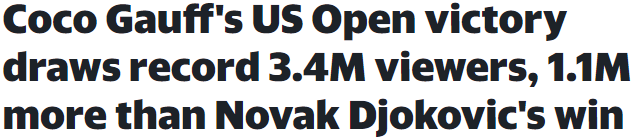 Coco Gauff's US Open victory
draws record 3.4M viewers, 1.1M
more than Novak Djokovic's win